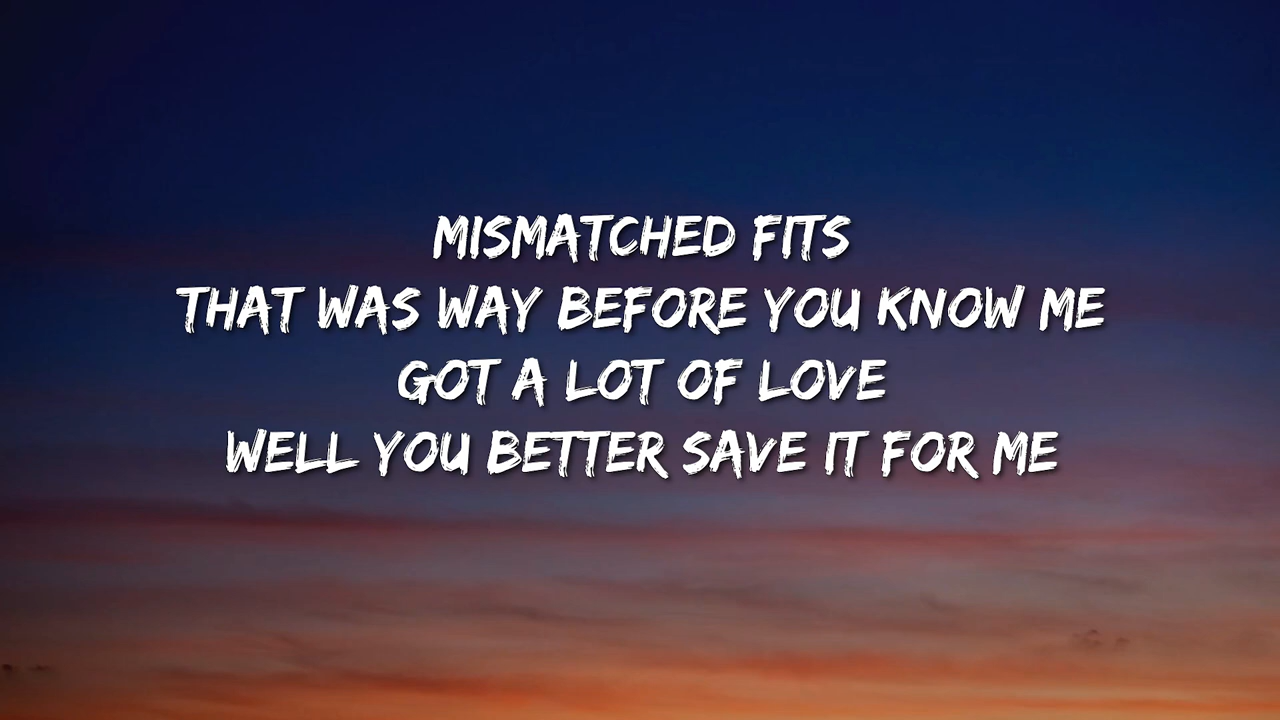 MISMATCHED FITS
THAT WAS WAY BEFORE YOU KNOW ME
GOT A LOT OF LOVE
WELL YOU BETTER SAVE IT FOR ME